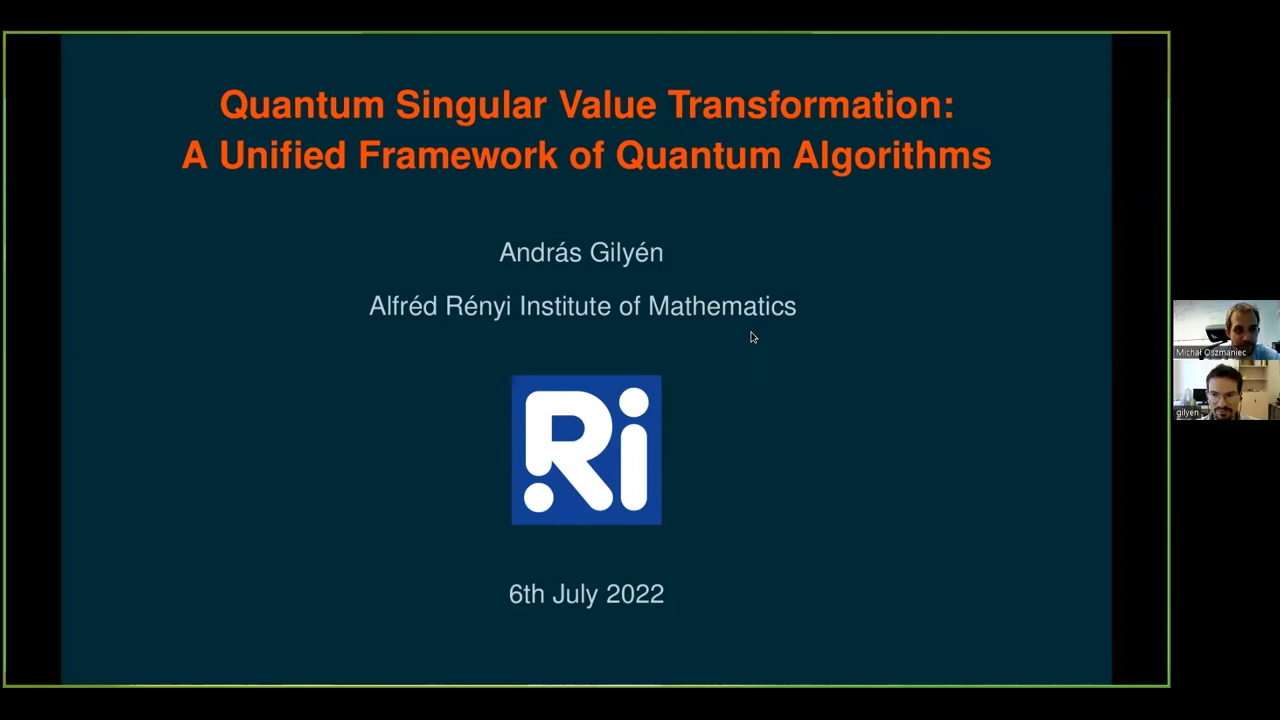 Quantum Singular Value Transformation:
A Unified Framework of Quantum Algorithms
András Gilyén
Alfréd Rényi Institute of Mathematics
Ri
6th July 2022
Michał Oszmaniec
gilyen